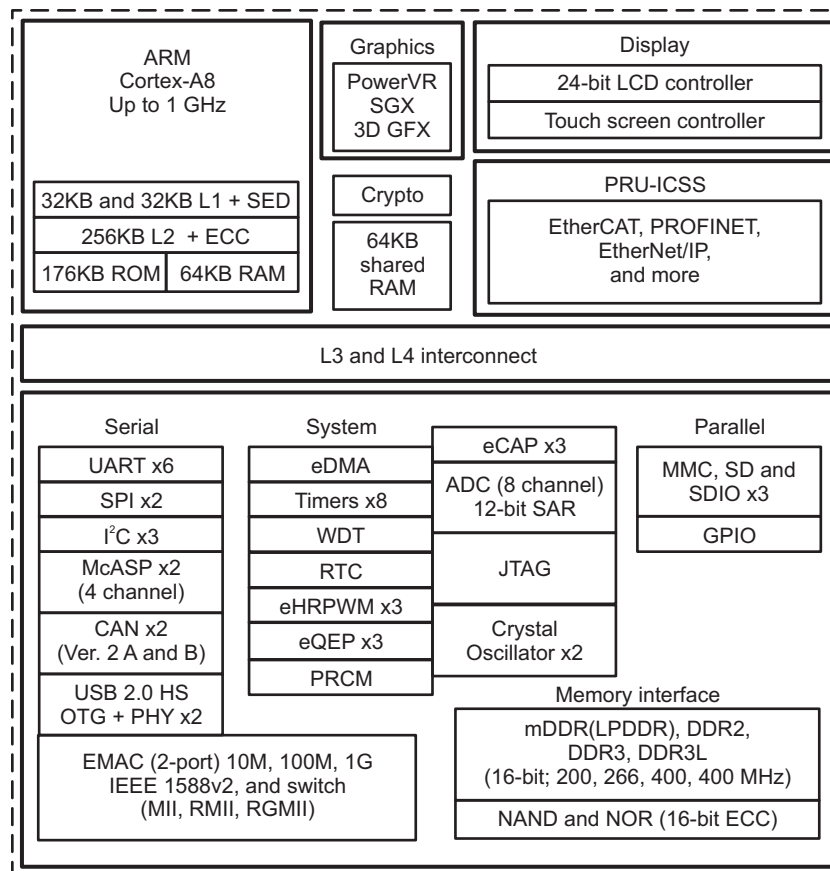 ARM
Cortex-A8
Up to 1 GHz
32KB and 32KB L1 + SED
256KB L2 + ECC
176KB ROM
64KB RAM
Graphics
PowerVR
SGX
3D GFX
Crypto
64KB
shared
RAM
Display
24-bit LCD controller
Touch screen controller
PRU-ICSS
EtherCAT, PROFINET,
EtherNet/IP,
and more
L3 and L4 interconnect
Serial
UART x6
SPI x2
I²C x3
McASP x2
(4 channel)
CAN x2
(Ver. 2 A and B)
USB 2.0 HS
OTG + PHY x2
EMAC (2-port) 10M, 100M, 1G
IEEE 1588v2, and switch
(MII, RMII, RGMII)
System
eDMA
Timers x8
WDT
RTC
eHRPWM x3
eQEP x3
PRCM
eCAP x3
ADC (8 channel)
12-bit SAR
JTAG
Crystal
Oscillator x2
Parallel
MMC, SD and
SDIO x3
GPIO
Memory interface
mDDR(LPDDR), DDR2,
DDR3, DDR3L
(16-bit; 200, 266, 400, 400 MHz)
NAND and NOR (16-bit ECC)